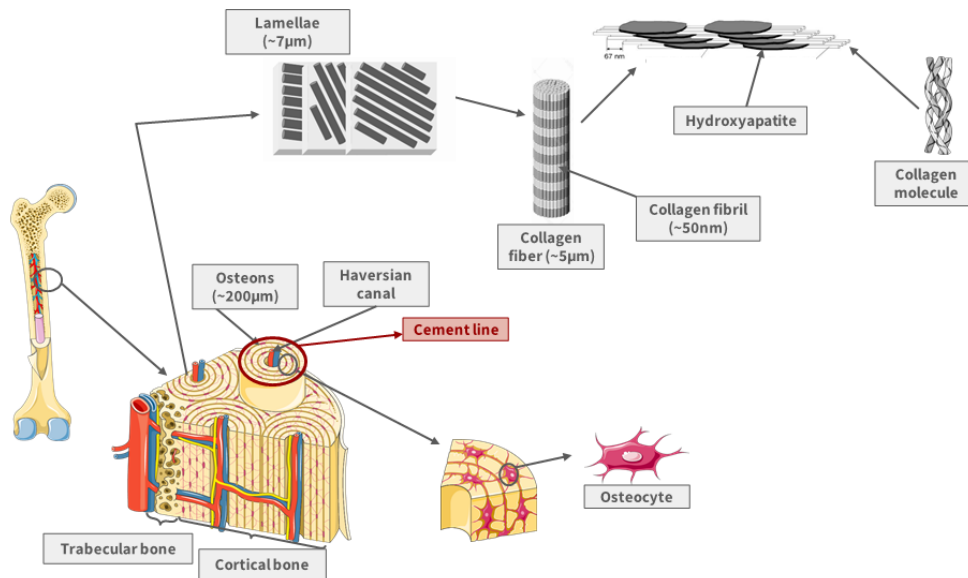 Lamellae
(~7µm)
67 nm
Hydroxyapatite
Collagen
molecule
Collagen fibril
(~50nm)
Collagen
fiber (~5µm)
Osteons
(~200µm)
Haversian
canal
Cement line
Osteocyte
Trabecular bone
Cortical bone